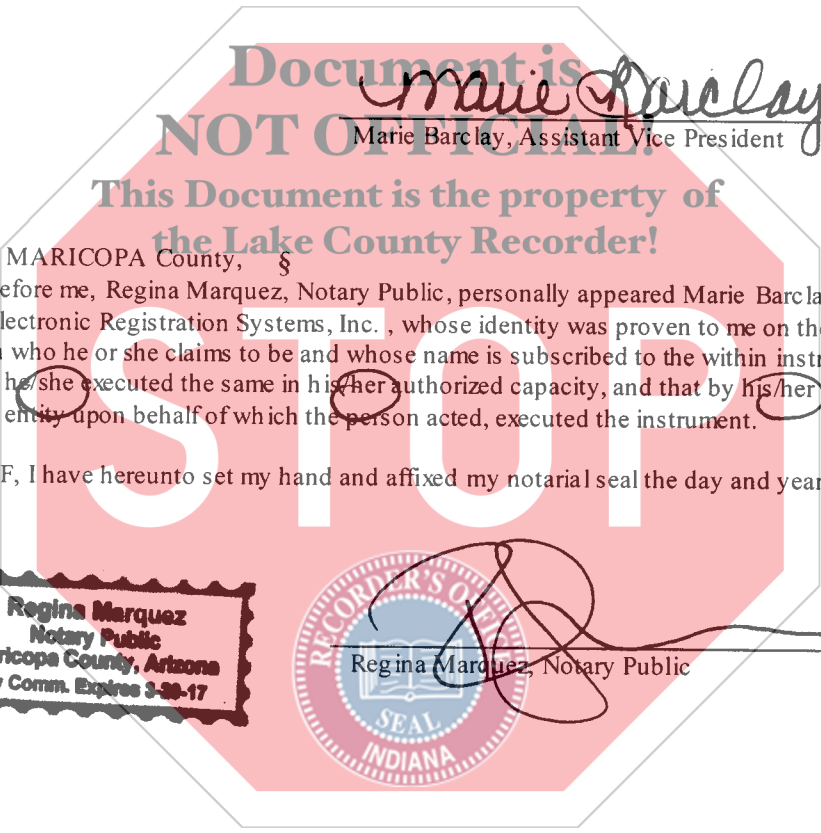 Document is
Marie Barclay
NOT OFFICIAL!
Marie Barclay, Assistant Vice President
This Document is the property of
the Lake County Recorder!
MARICOPA County, §
efore me, Regina Marquez, Notary Public, personally appeared Marie Barcla
lectronic Registration Systems, Inc. , whose identity was proven to me on the
who he or she claims to be and whose name is subscribed to the within instr
he/she executed the same in his/her authorized capacity, and that by his/her
entity upon behalf of which the person acted, executed the instrument.
F, I have hereunto set my hand and affixed my notarial seal the day and year
STOP
Regina Marquez
Notary Public
ricopa County, Arizona
Comm. Expires
Regina Marquez, Notary Public
RECORDER'S
SEAL
INDIANA